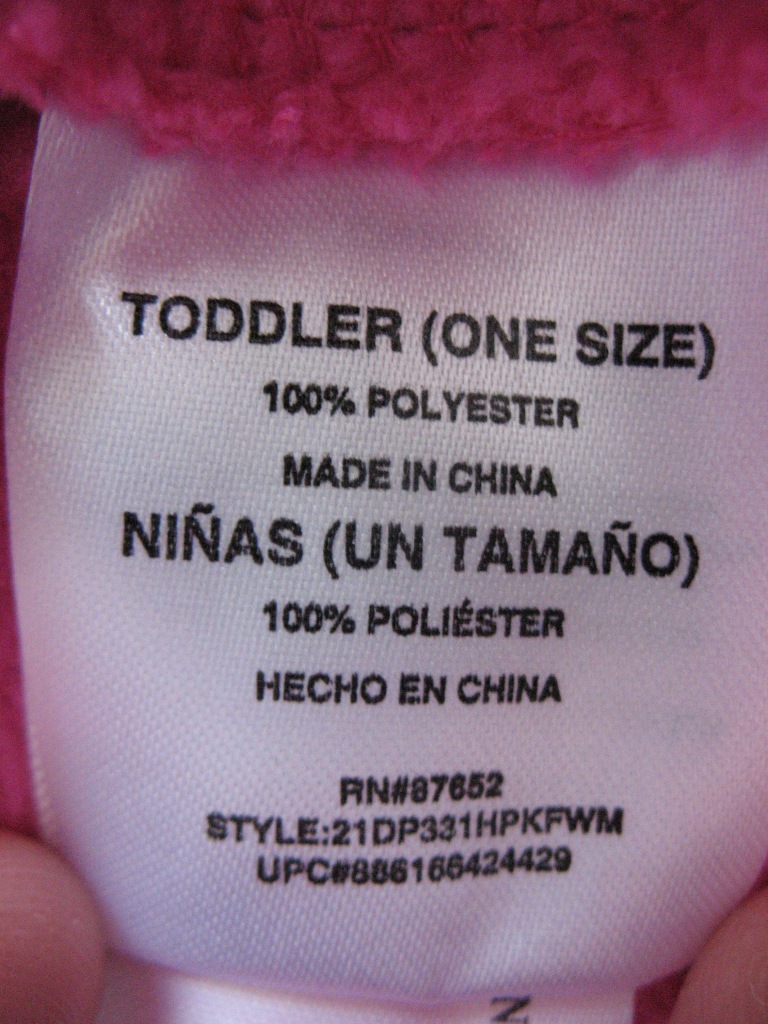 TODDLER (ONE SIZE)
100% POLYESTER
MADE IN CHINA
NIÑAS (UN TAMAÑO)
100% POLIÉSTER
HECHO EN CHINA
RN#87652
STYLE:21DP331HPKFWM
UPC#886166424429
N